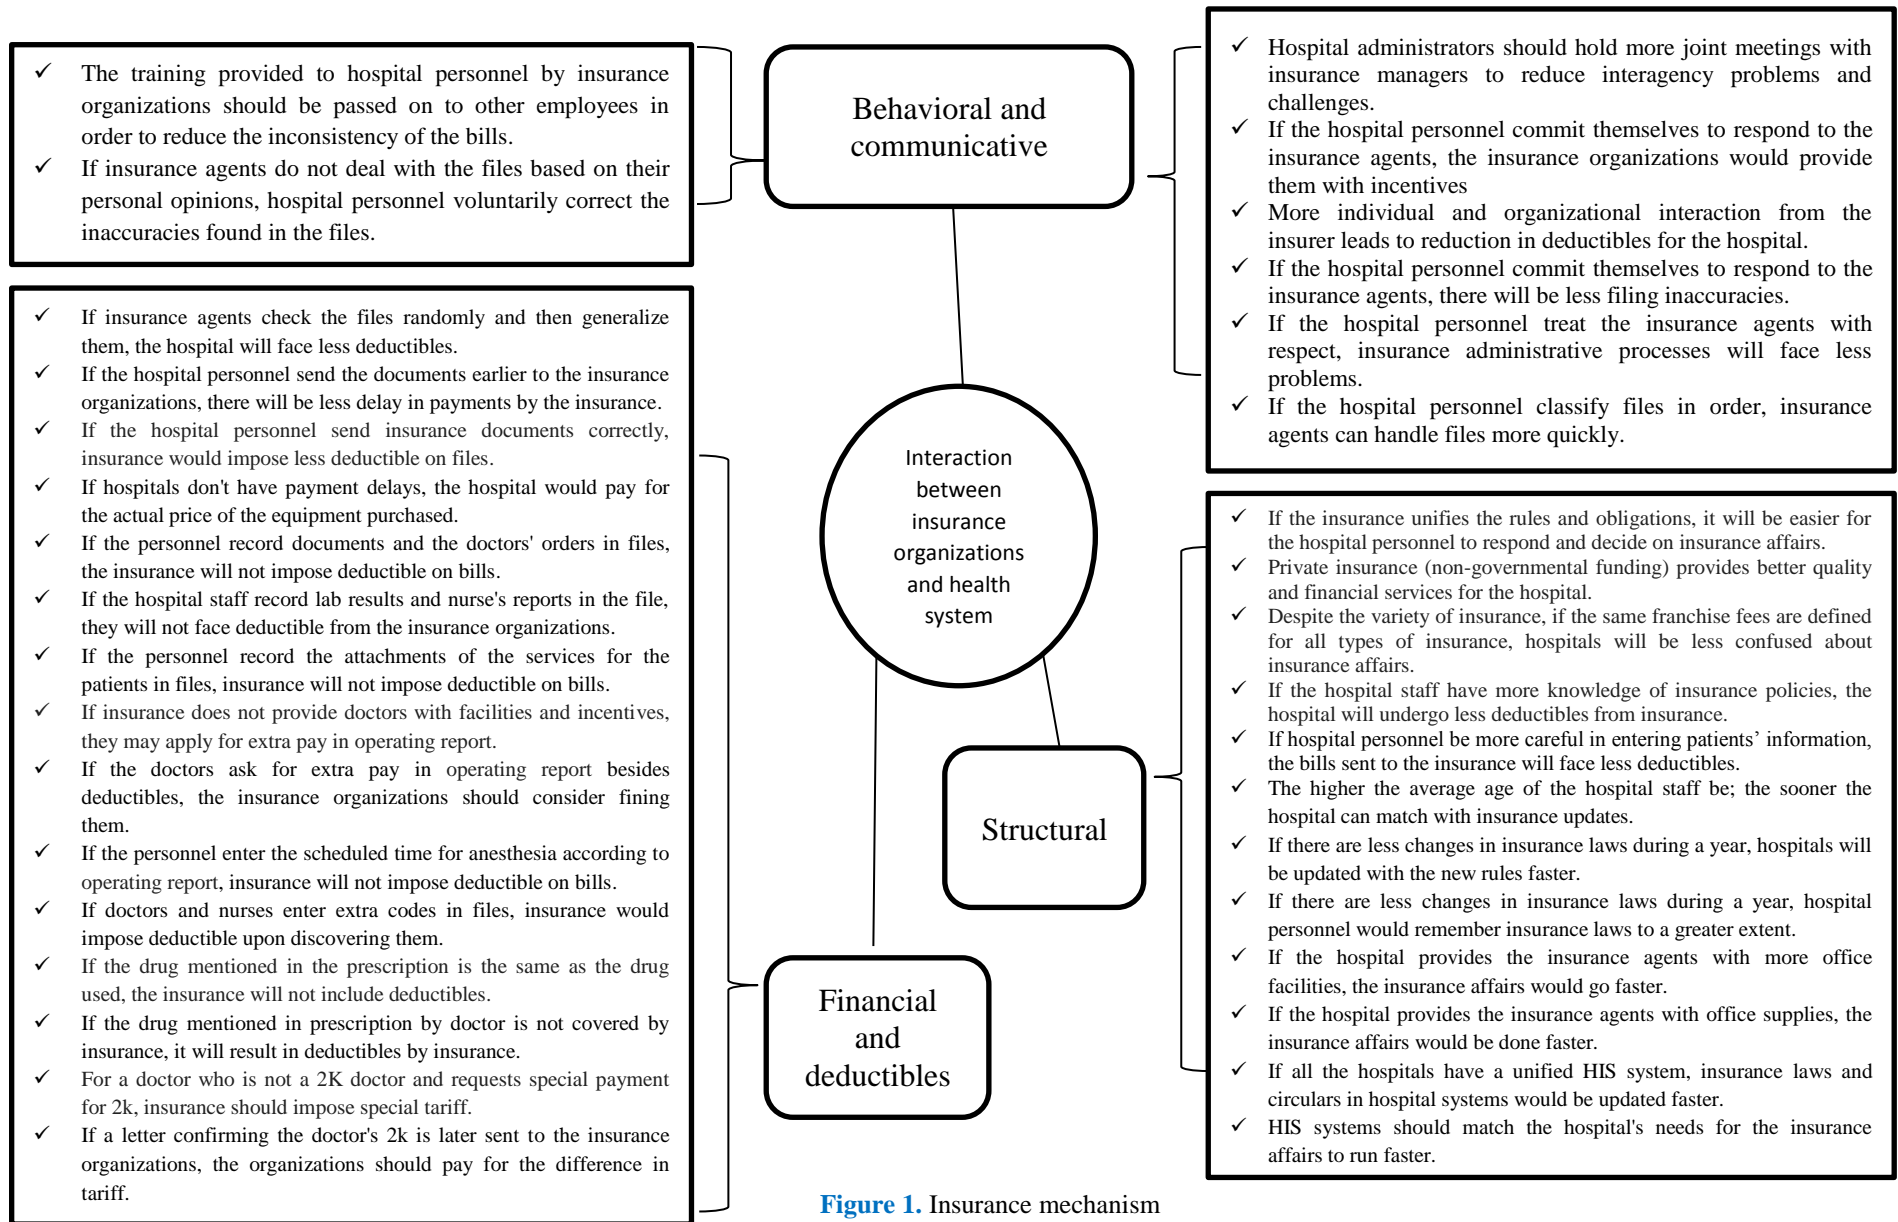 ✓ The training provided to hospital personnel by insurance
organizations should be passed on to other employees in
order to reduce the inconsistency of the bills.
✓ If insurance agents do not deal with the files based on their
personal opinions, hospital personnel voluntarily correct the
inaccuracies found in the files.
Behavioral and
communicative
✓ Hospital administrators should hold more joint meetings with
insurance managers to reduce interagency problems and
challenges.
✓ If the hospital personnel commit themselves to respond to the
insurance agents, the insurance organizations would provide
them with incentives
✓ More individual and organizational interaction from the
insurer leads to reduction in deductibles for the hospital.
✓ If the hospital personnel commit themselves to respond to the
insurance agents, there will be less filing inaccuracies.
✓ If the hospital personnel treat the insurance agents with
respect, insurance administrative processes will face less
problems.
✓ If the hospital personnel classify files in order, insurance
agents can handle files more quickly.
✓ If insurance agents check the files randomly and then generalize
them, the hospital will face less deductibles.
✓ If the hospital personnel send the documents earlier to the insurance
organizations, there will be less delay in payments by the insurance.
✓ If the hospital personnel send insurance documents correctly,
insurance would impose less deductible on files.
✓ If hospitals don't have payment delays, the hospital would pay for
the actual price of the equipment purchased.
✓ If the personnel record documents and the doctors' orders in files,
the insurance will not impose deductible on bills.
✓ If the hospital staff record lab results and nurse's reports in the file,
they will not face deductible from the insurance organizations.
✓ If the personnel record the attachments of the services for the
patients in files, insurance will not impose deductible on bills.
✓ If insurance does not provide doctors with facilities and incentives,
they may apply for extra pay in operating report.
✓ If the doctors ask for extra pay in operating report besides
deductibles, the insurance organizations should consider fining
them.
✓ If the personnel enter the scheduled time for anesthesia according to
operating report, insurance will not impose deductible on bills.
✓ If doctors and nurses enter extra codes in files, insurance would
impose deductible upon discovering them.
✓ If the drug mentioned in the prescription is the same as the drug
used, the insurance will not include deductibles.
✓ If the drug mentioned in prescription by doctor is not covered by
insurance, it will result in deductibles by insurance.
✓ For a doctor who is not a 2K doctor and requests special payment
for 2k, insurance should impose special tariff.
✓ If a letter confirming the doctor's 2k is later sent to the insurance
organizations, the organizations should pay for the difference in
tariff.
Interaction
between
insurance
organizations
and health
system
Structural
Financial
and
deductibles
✓ If the insurance unifies the rules and obligations, it will be easier for
the hospital personnel to respond and decide on insurance affairs.
✓ Private insurance (non-governmental funding) provides better quality
and financial services for the hospital.
✓ Despite the variety of insurance, if the same franchise fees are defined
for all types of insurance, hospitals will be less confused about
insurance affairs.
✓ If the hospital staff have more knowledge of insurance policies, the
hospital will undergo less deductibles from insurance.
✓ If hospital personnel be more careful in entering patients’ information,
the bills sent to the insurance will face less deductibles.
✓ The higher the average age of the hospital staff be; the sooner the
hospital can match with insurance updates.
✓ If there are less changes in insurance laws during a year, hospitals will
be updated with the new rules faster.
✓ If there are less changes in insurance laws during a year, hospital
personnel would remember insurance laws to a greater extent.
✓ If the hospital provides the insurance agents with more office
facilities, the insurance affairs would go faster.
✓ If the hospital provides the insurance agents with office supplies, the
insurance affairs would be done faster.
✓ If all the hospitals have a unified HIS system, insurance laws and
circulars in hospital systems would be updated faster.
✓ HIS systems should match the hospital's needs for the insurance
affairs to run faster.
Figure 1. Insurance mechanism